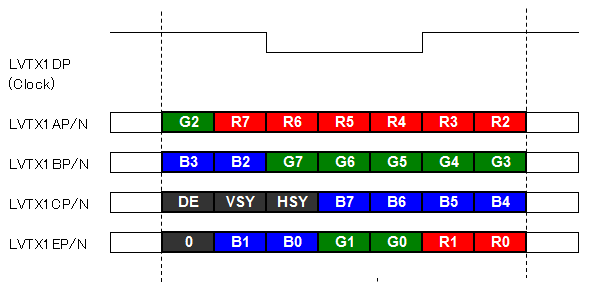 LVTX1 DP
(Clock)
LVTX1 AP/N G2 R7 R6 R5 R4 R3 R2
LVTX1 BP/N B3 B2 G7 G6 G5 G4 G3
LVTX1 CP/N DE VSY HSY B7 B6 B5 B4
LVTX1 EP/N 0 B1 B0 G1 G0 R1 R0